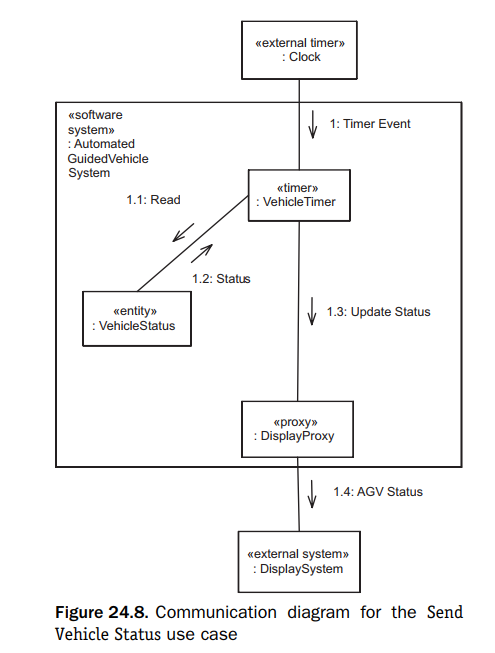 «external timer»
: Clock
«software
system»
: Automated
GuidedVehicle
System
1: Timer Event
«timer»
: VehicleTimer
1.1: Read
1.2: Status
«entity»
: VehicleStatus
1.3: Update Status
«proxy»
: DisplayProxy
1.4: AGV Status
«external system»
: DisplaySystem
Figure 24.8. Communication diagram for the Send
Vehicle Status use case